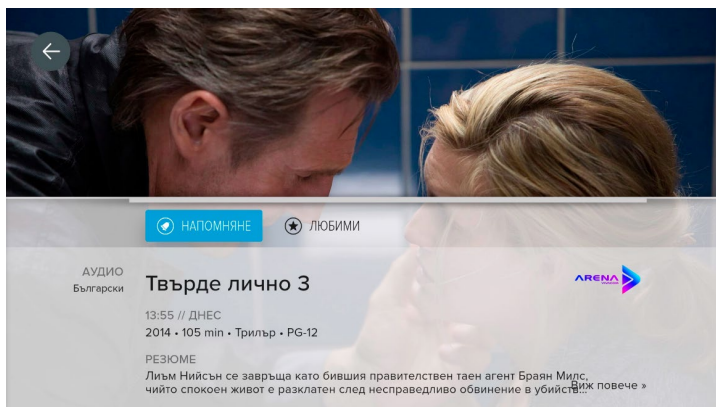 НАПОМНЯНЕ
ЛЮБИМИ
АУДИО
Български
Твърде лично 3
ARENA
13:55 // ДНЕС
2014 • 105 min • Трилър • PG-12
РЕЗЮМЕ
Лиъм Нийсън се завръща като бившия правителствен таен агент Браян Милс,
чийто спокоен живот е разклатен след несправедливо обвинение в убийств...
Виж повече »